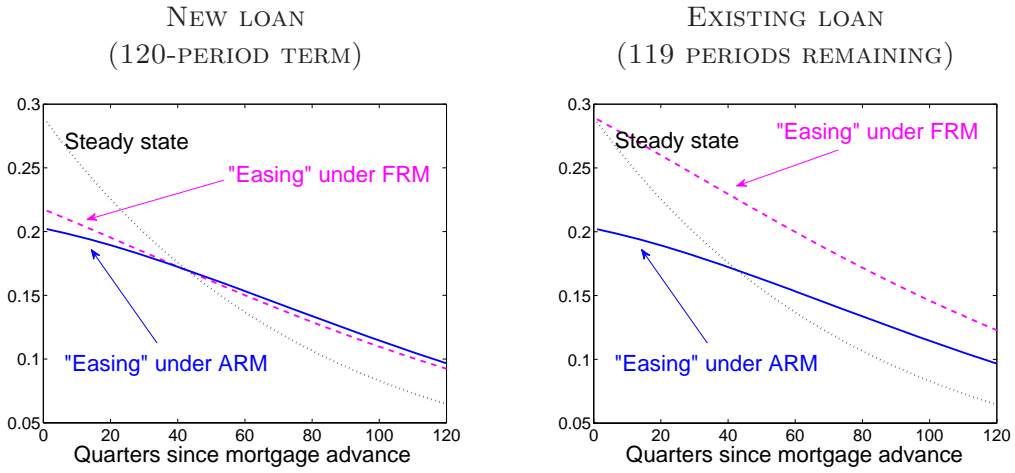 NEW LOAN
(120-PERIOD TERM)
0.3
0.25
0.2
0.15
0.1
0.05
Steady state
"Easing" under FRM
"Easing" under ARM
0 20 40 60 80 100 120
Quarters since mortgage advance
EXISTING LOAN
(119 PERIODS REMAINING)
0.3
0.25
0.2
0.15
0.1
0.05
"Easing" under FRM
Steady state
"Easing" under ARM
0 20 40 60 80 100 120
Quarters since mortgage advance